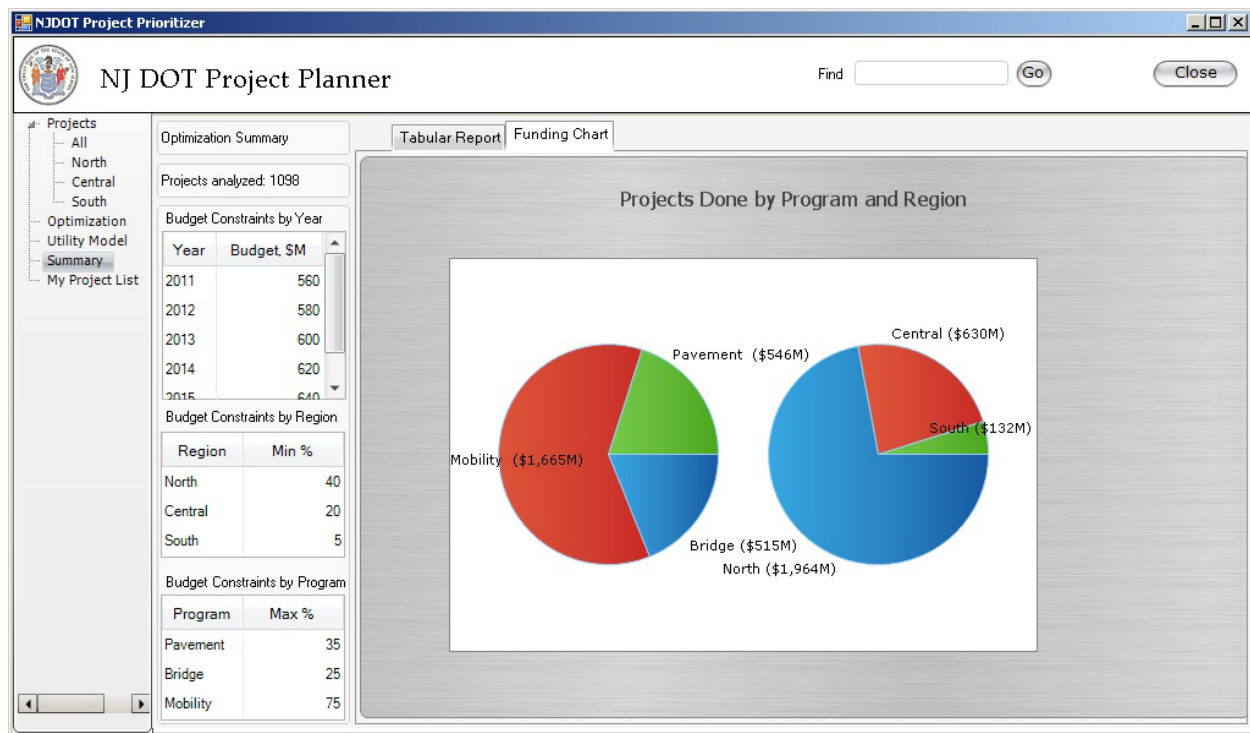 NJDOT Project Prioritizer
NJ DOT Project Planner
Find
Go
Close
Projects
All
North
Central
South
Optimization
Utility Model
Summary
My Project List
Optimization Summary
Projects analyzed: 1098
Budget Constraints by Year
Year Budget, $M
2011 560
2012 580
2013 600
2014 620
2015 640
Budget Constraints by Region
Region Min %
North 40
Central 20
South 5
Budget Constraints by Program
Program Max %
Pavement 35
Bridge 25
Mobility 75
Tabular Report
Funding Chart
Projects Done by Program and Region
Pavement ($546M)
Mobility ($1,665M)
Bridge ($515M)
Central ($630M)
South ($132M)
North ($1,964M)